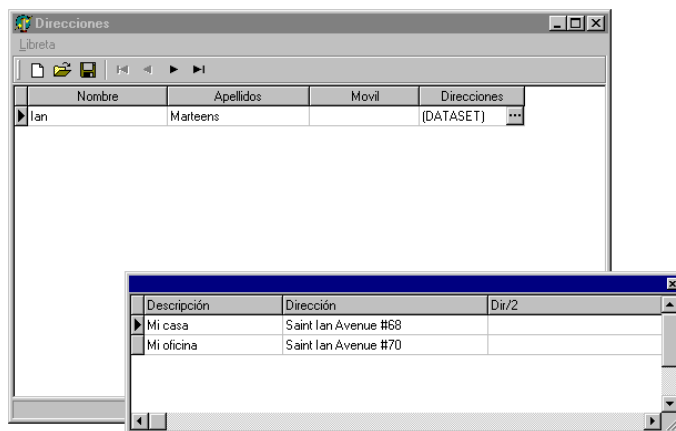 Direcciones
Libreta
Nombre Apellidos Movil Direcciones
Ian Marteens (DATASET) ...
Descripción Dirección Dir/2
Mi casa Saint Ian Avenue #68
Mi oficina Saint Ian Avenue #70